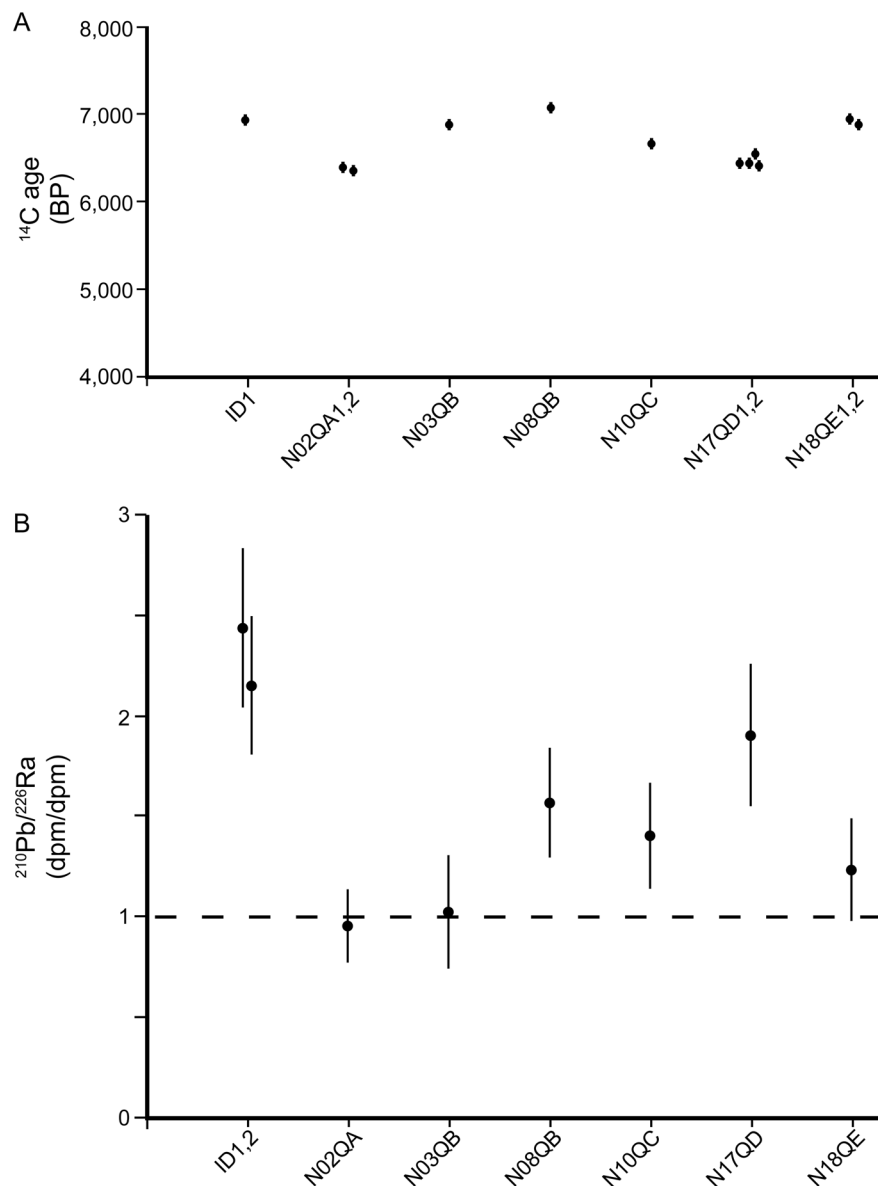 A
8,000
7,000
6,000
5,000
4,000
¹⁴C age
(BP)
ID1
N02QA1,2
N03QB
N08QB
N10QC
N17QD1,2
N18QE1,2
B
3
2
1
0
²¹⁰Pb/²²⁶Ra
(dpm/dpm)
ID1,2
N02QA
N03QB
N08QB
N10QC
N17QD
N18QE